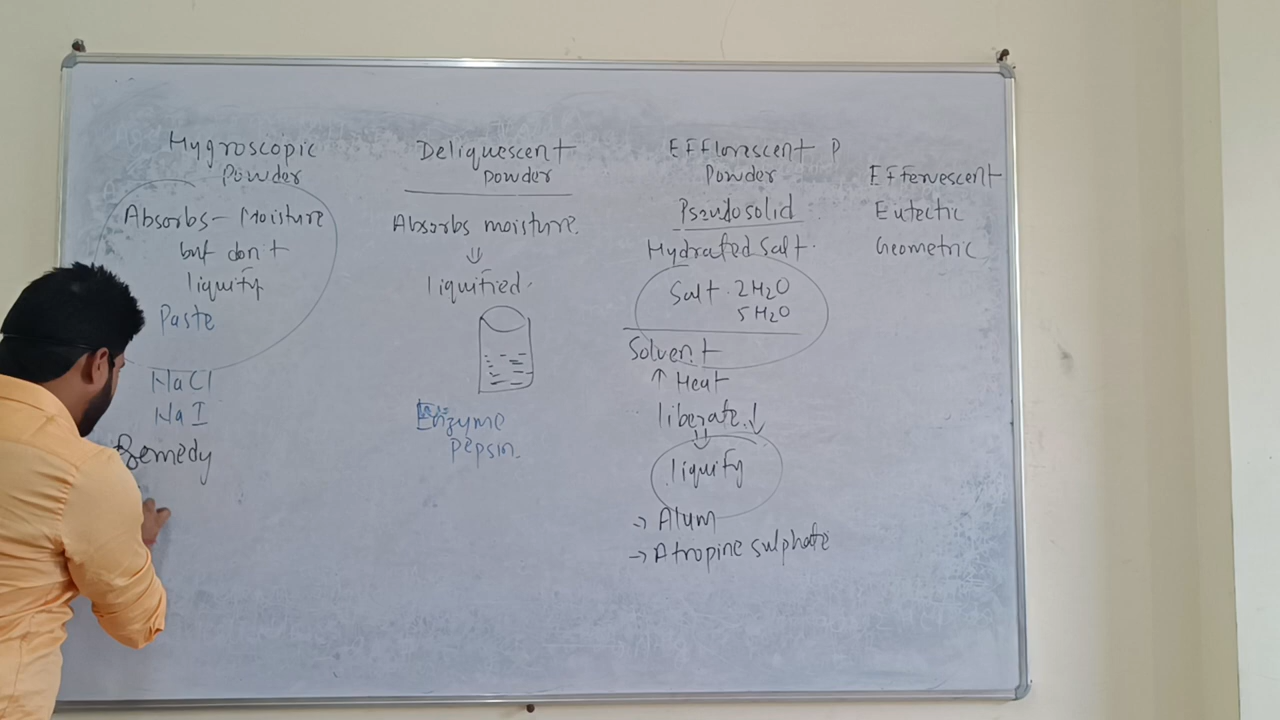 Hygroscopic
Powder
Absorbs - Moisture
but don't
liquify
Paste
NaCl
NaI
Remedy
Deliquescent
Powder
Absorbs moisture.
⇓
liquified.
Enzyme
Pepsin.
Efflorescent P
Powder
Pseudosolid
Hydrated salt.
Salt. 2H2O
5H2O
Solvent
↑ Heat
liberate. ↓
⇓
liquify
→ Alum
→ Atropine sulphate
Effervescent
Eutectic
Geometric